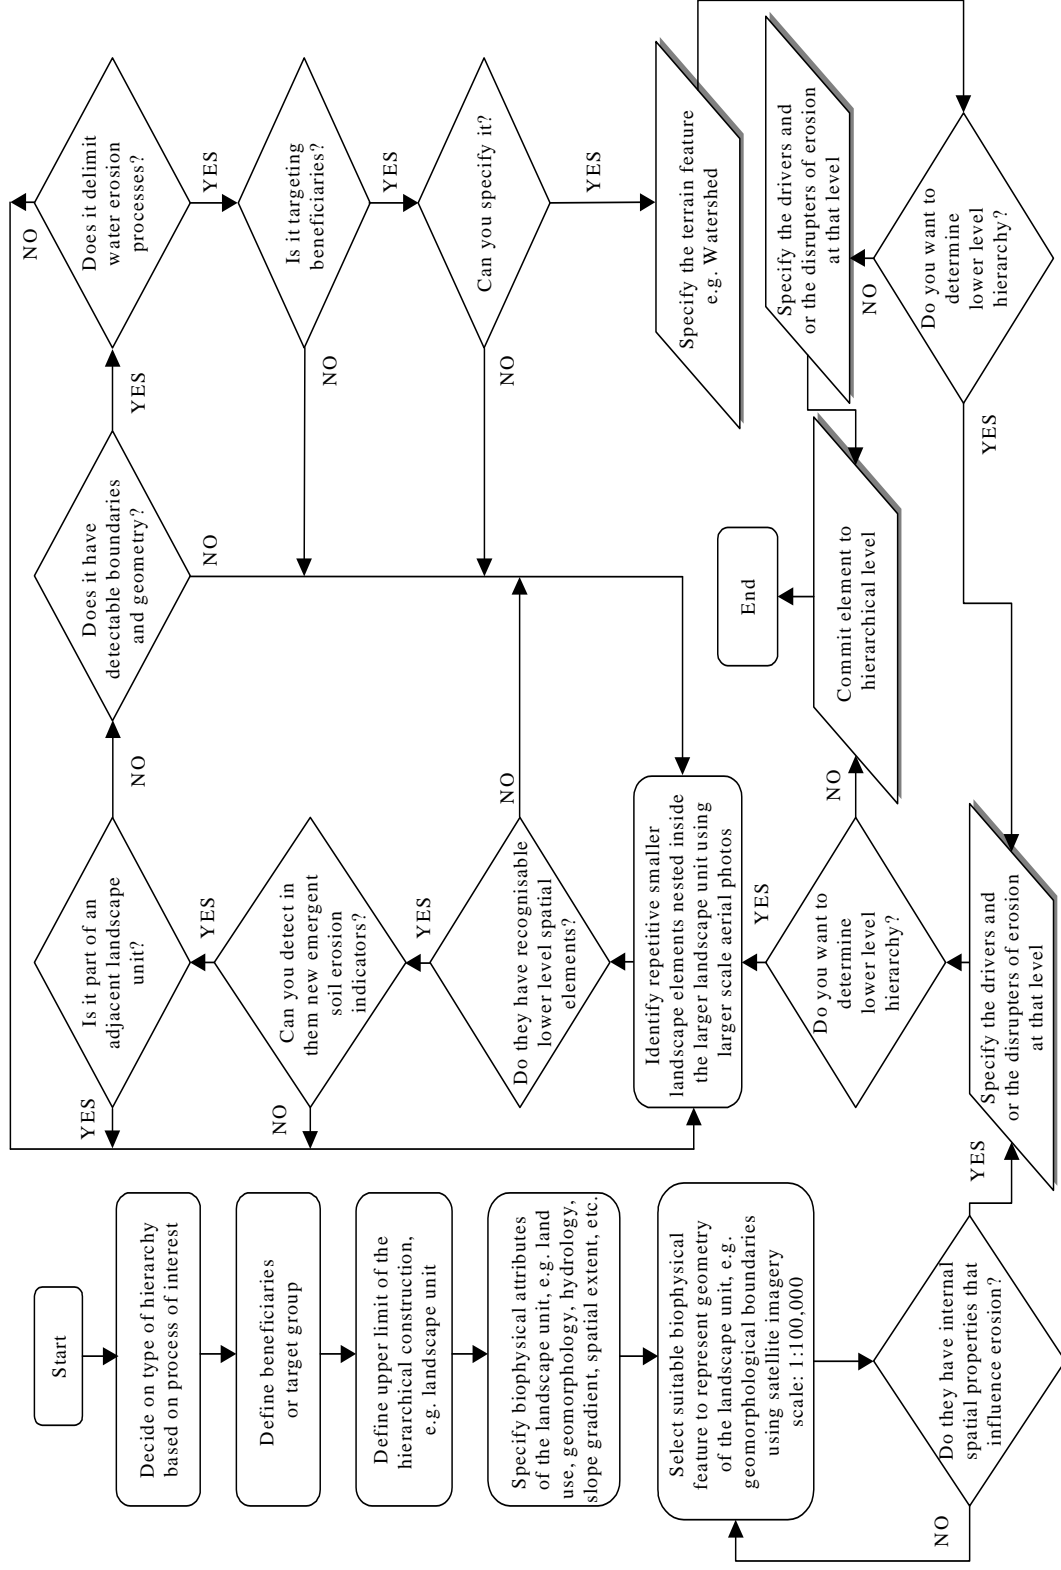 Start
Decide on type of hierarchy
based on process of interest
Define beneficiaries
or target group
Define upper limit of the
hierarchical construction,
e.g. landscape unit
Specify biophysical attributes
of the landscape unit, e.g. land
use, geomorphology, hydrology,
slope gradient, spatial extent, etc.
Select suitable biophysical
feature to represent geometry
of the landscape unit, e.g.
geomorphological boundaries
using satellite imagery
scale: 1:100,000
Do they have internal
spatial properties that
influence erosion?
NO
YES
Specify the drivers and
or the disrupters of erosion
at that level
Do you want to
determine
lower level
hierarchy?
YES
NO
Identify repetitive smaller
landscape elements nested inside
the larger landscape unit using
larger scale aerial photos
Do they have recognisable
lower level spatial
elements?
YES
NO
Can you detect in
them new emergent
soil erosion
indicators?
NO
YES
Is it part of an
adjacent landscape
unit?
YES
NO
Does it have
detectable boundaries
and geometry?
NO
YES
Does it delimit
water erosion
processes?
NO
YES
Is it targeting
beneficiaries?
NO
YES
Can you specify it?
NO
YES
Specify the terrain feature
e.g. Watershed
Do you want to
determine
lower level
hierarchy?
NO
YES
Specify the drivers and
or the disrupters of erosion
at that level
Commit element to
hierarchical level
End